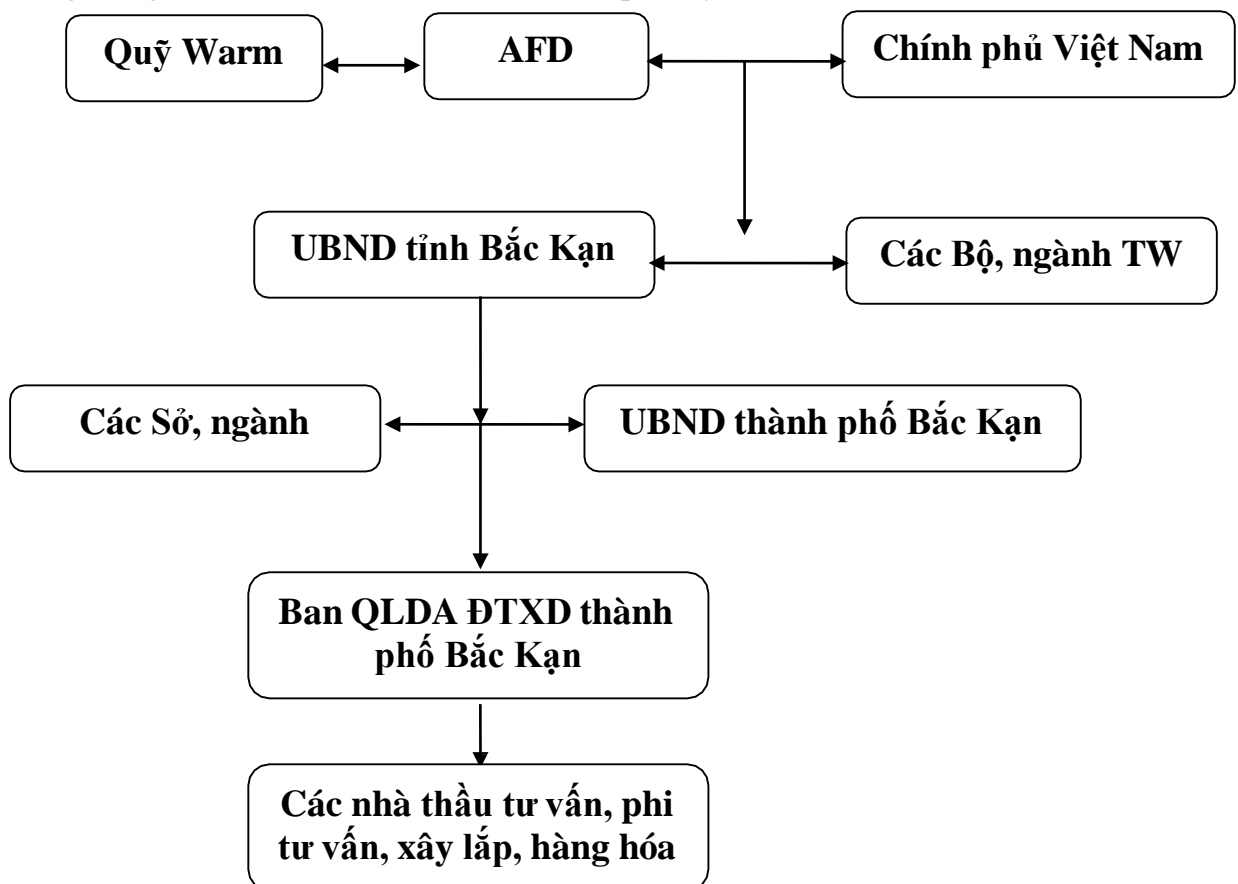 Quỹ Warm
AFD
Chính phủ Việt Nam
UBND tỉnh Bắc Kạn
Các Bộ, ngành TW
Các Sở, ngành
UBND thành phố Bắc Kạn
Ban QLDA ĐTXD thành
phố Bắc Kạn
Các nhà thầu tư vấn, phi
tư vấn, xây lắp, hàng hóa